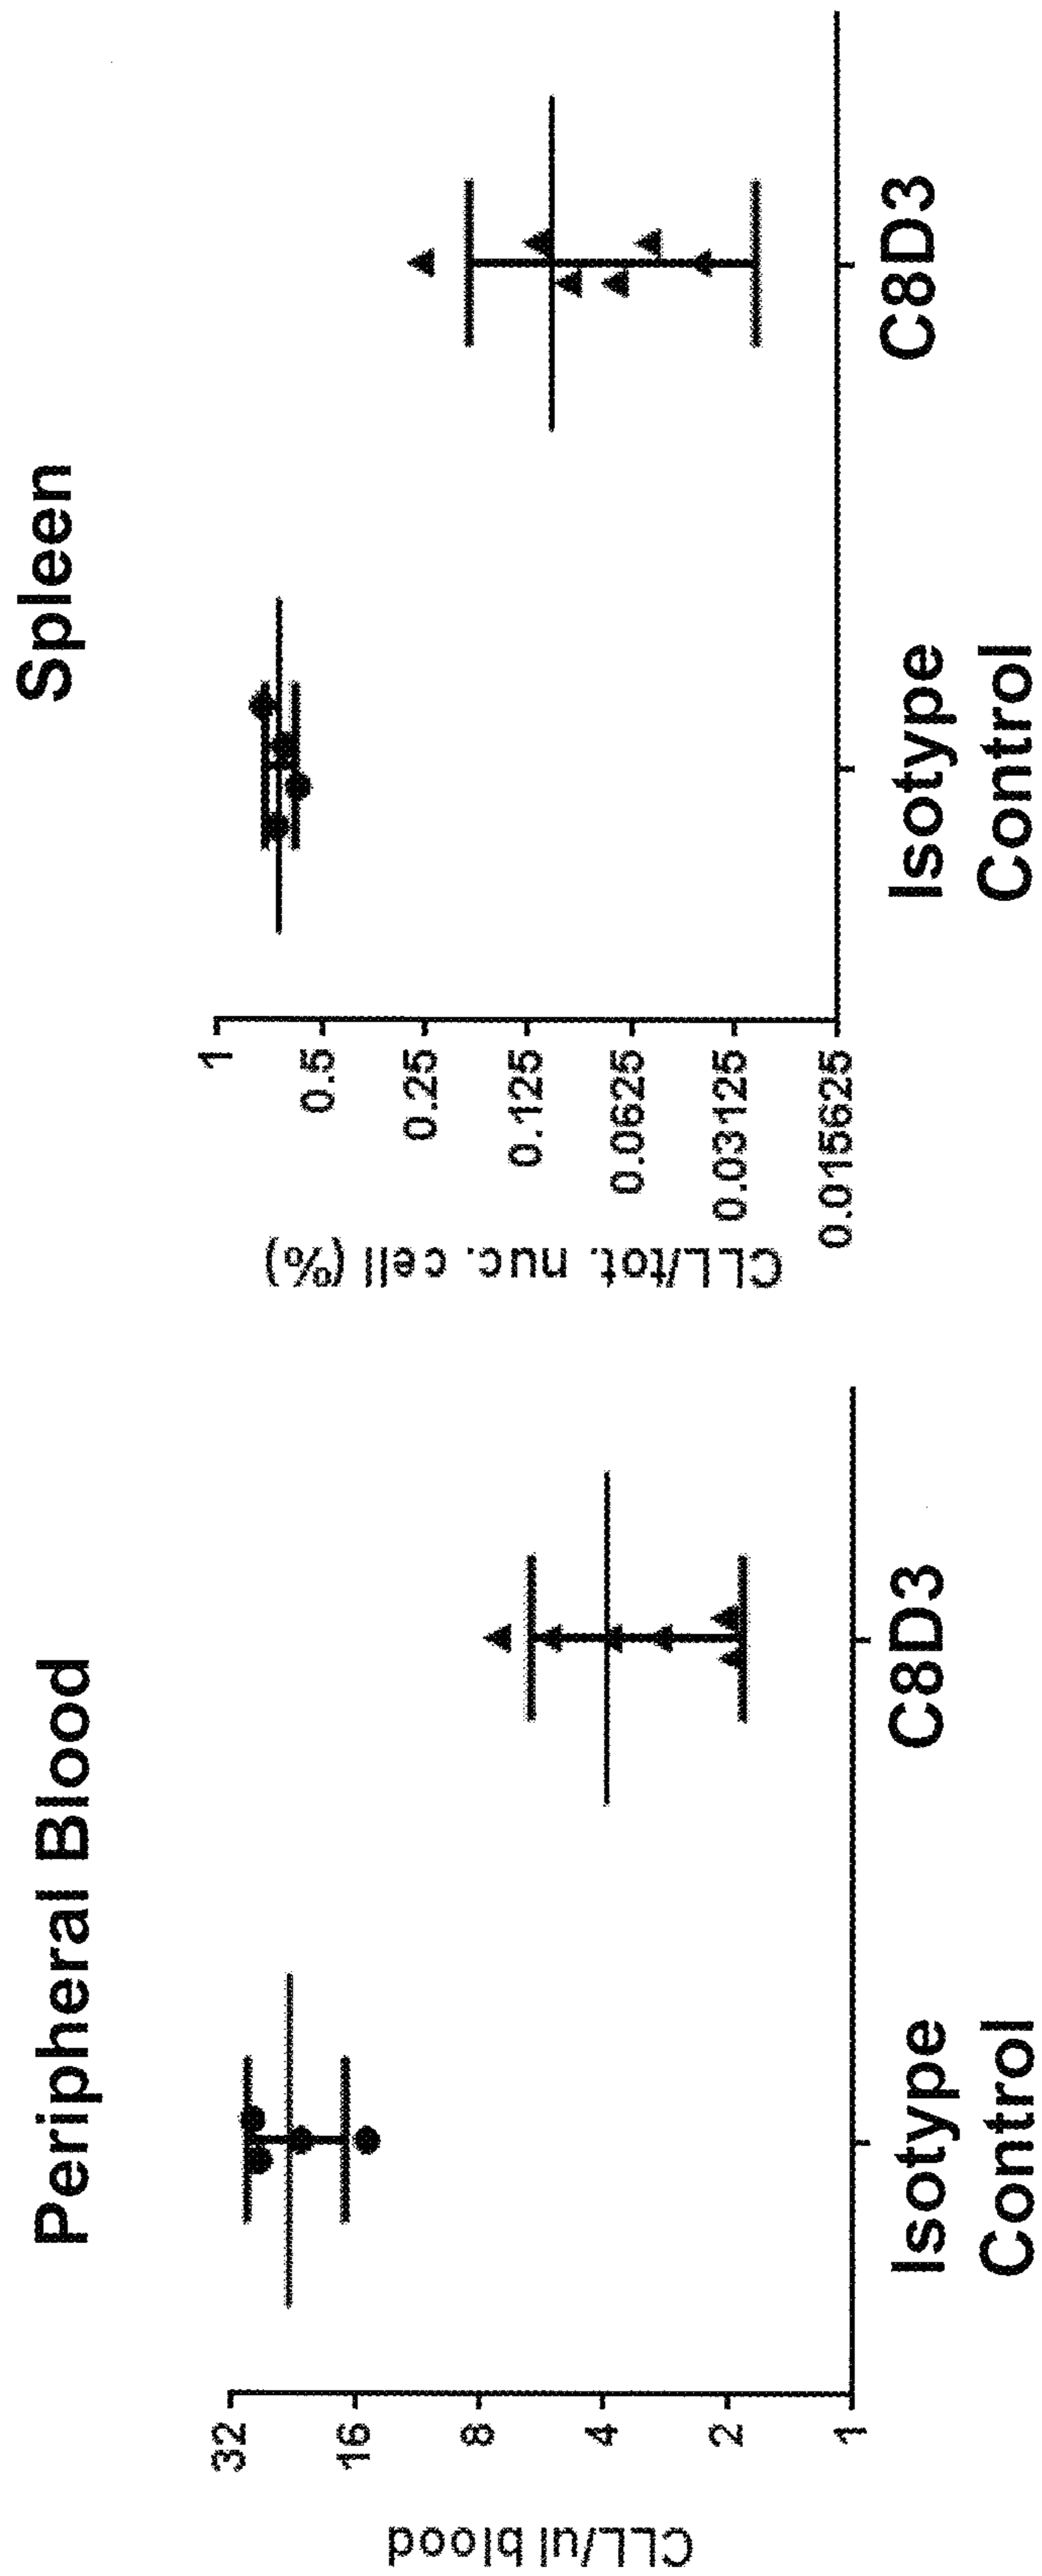 Peripheral Blood
CLL/ul blood
32
16
8
4
2
1
Isotype
Control
C8D3
Spleen
CLL/tot. nuc. cell (%)
1
0.5
0.25
0.125
0.0625
0.03125
0.015625
Isotype
Control
C8D3